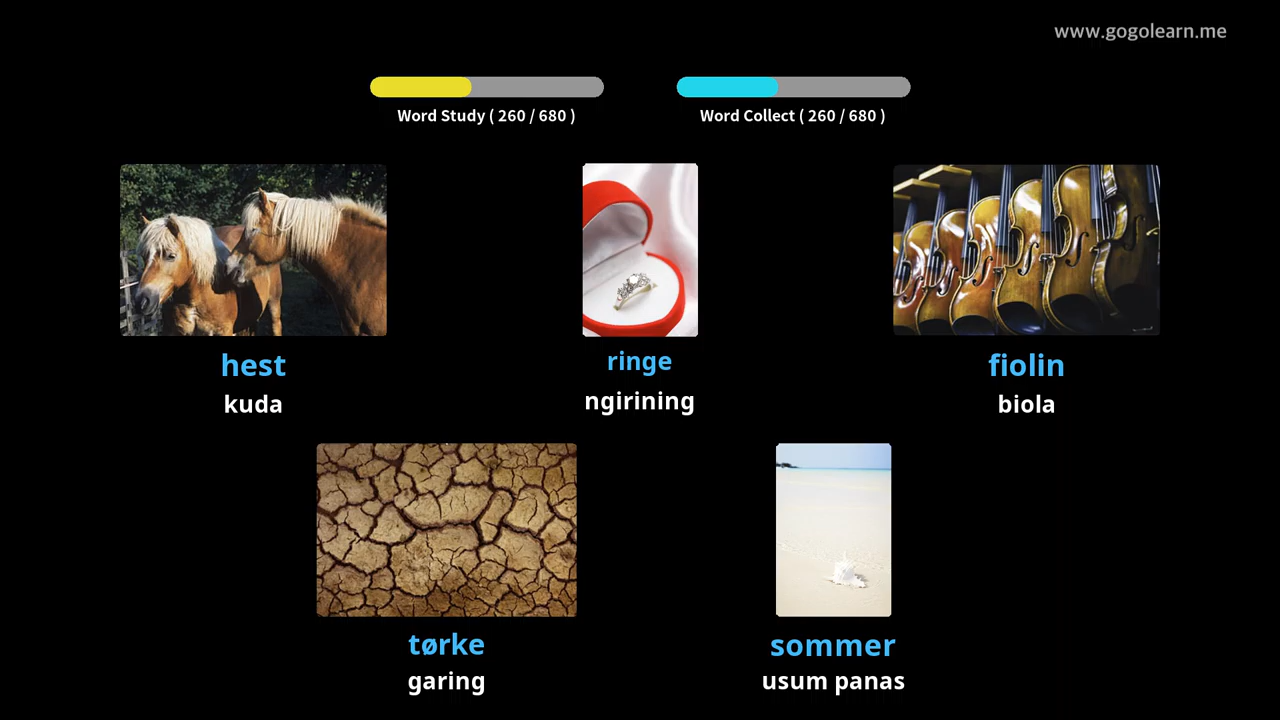 www.gogolearn.me
Word Study ( 260 / 680 )
Word Collect ( 260 / 680 )
hest
kuda
ringe
ngirining
fiolin
biola
tørke
garing
sommer
usum panas